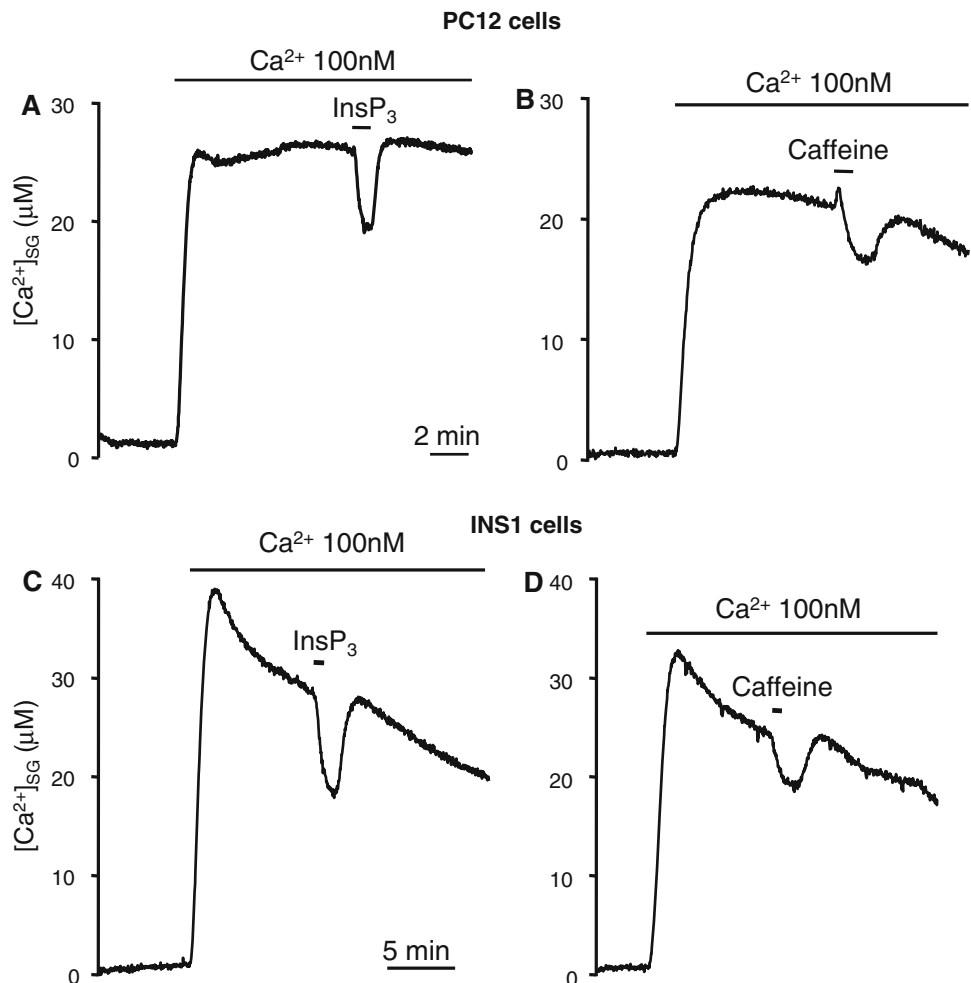 PC12 cells
A
Ca²⁺ 100nM
InsP₃
30
20
10
0
[Ca²⁺]SG (μM)
2 min
B
Ca²⁺ 100nM
Caffeine
30
20
10
0
INS1 cells
C
Ca²⁺ 100nM
InsP₃
40
30
20
10
0
[Ca²⁺]SG (μM)
5 min
D
Ca²⁺ 100nM
Caffeine
40
30
20
10
0